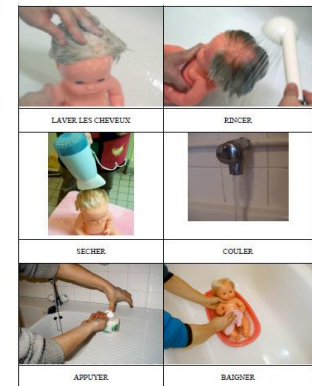 LAVER LES CHEVEUX
RINCER
SECHER
COULER
APPUYER
BAIGNER